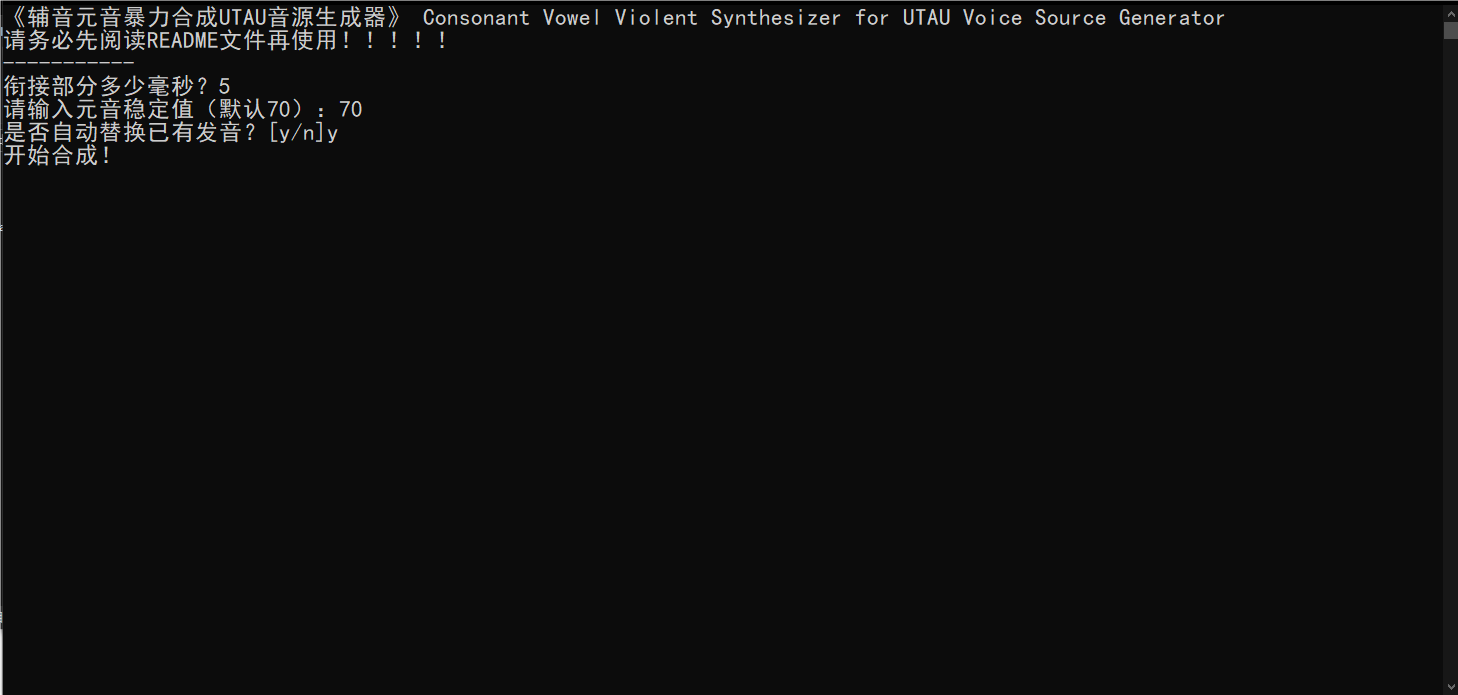 《辅音元音暴力合成UTAU音源生成器》 Consonant Vowel Violent Synthesizer for UTAU Voice Source Generator
请务必先阅读README文件再使用！！！！！
-----------
衔接部分多少毫秒？5
请输入元音稳定值（默认70）：70
是否自动替换已有发音？[y/n]y
开始合成！